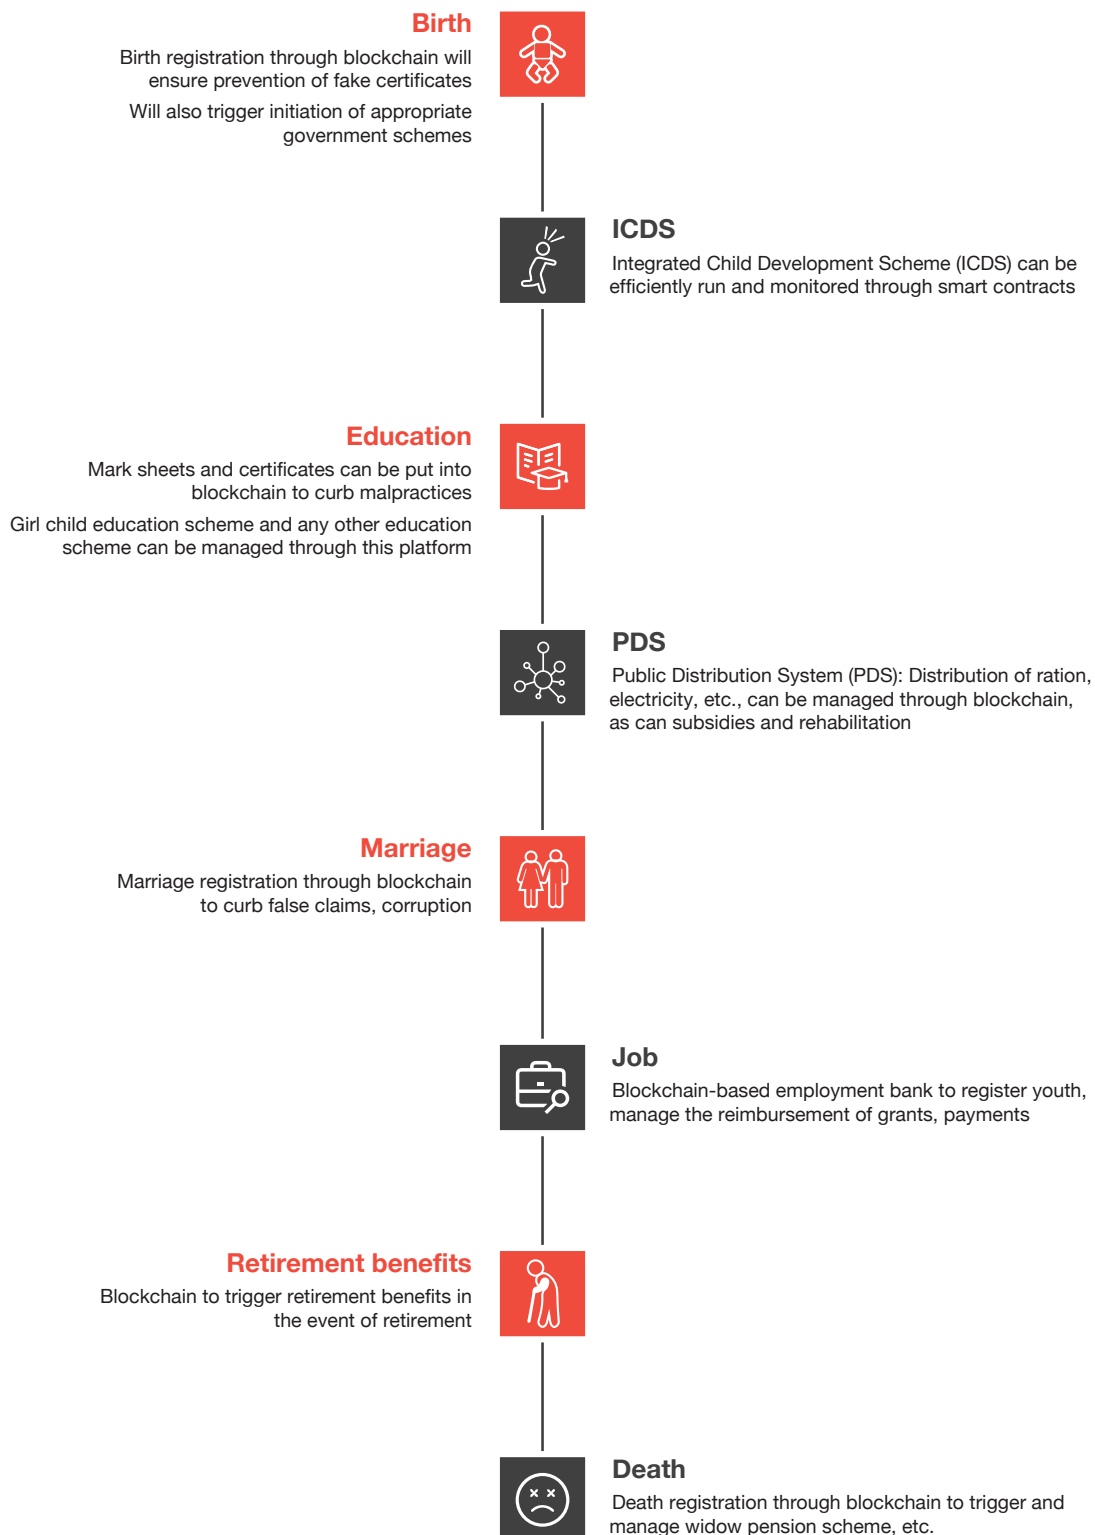 Birth
Birth registration through blockchain will
ensure prevention of fake certificates
Will also trigger initiation of appropriate
government schemes
ICDS
Integrated Child Development Scheme (ICDS) can be
efficiently run and monitored through smart contracts
Education
Mark sheets and certificates can be put into
blockchain to curb malpractices
Girl child education scheme and any other education
scheme can be managed through this platform
PDS
Public Distribution System (PDS): Distribution of ration,
electricity, etc., can be managed through blockchain,
as can subsidies and rehabilitation
Marriage
Marriage registration through blockchain
to curb false claims, corruption
Job
Blockchain-based employment bank to register youth,
manage the reimbursement of grants, payments
Retirement benefits
Blockchain to trigger retirement benefits in
the event of retirement
Death
Death registration through blockchain to trigger and
manage widow pension scheme, etc.